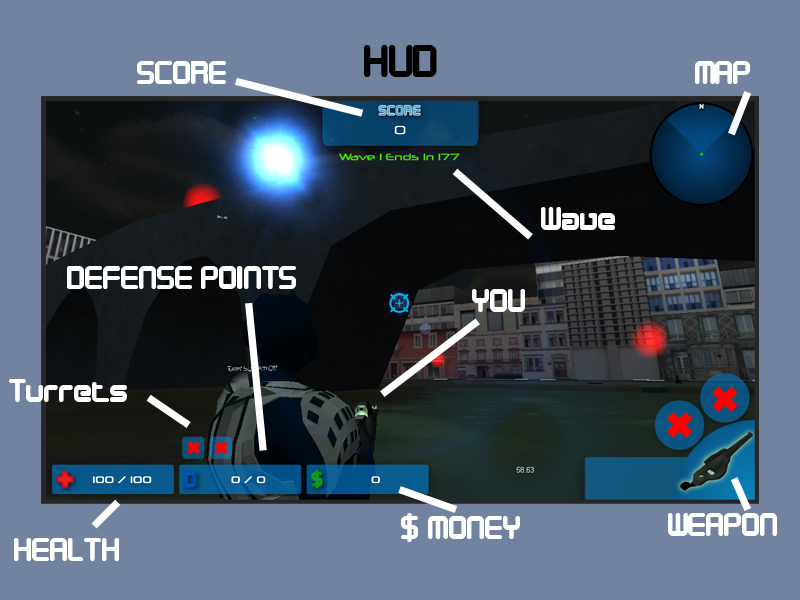 HUD
SCORE
MAP
SCORE
0
N
Wave 1 Ends In 177
Wave
DEFENSE POINTS
YOU
Turrets
100 / 100
D
0 / 0
$
0
58.63
$ MONEY
WEAPON
HEALTH